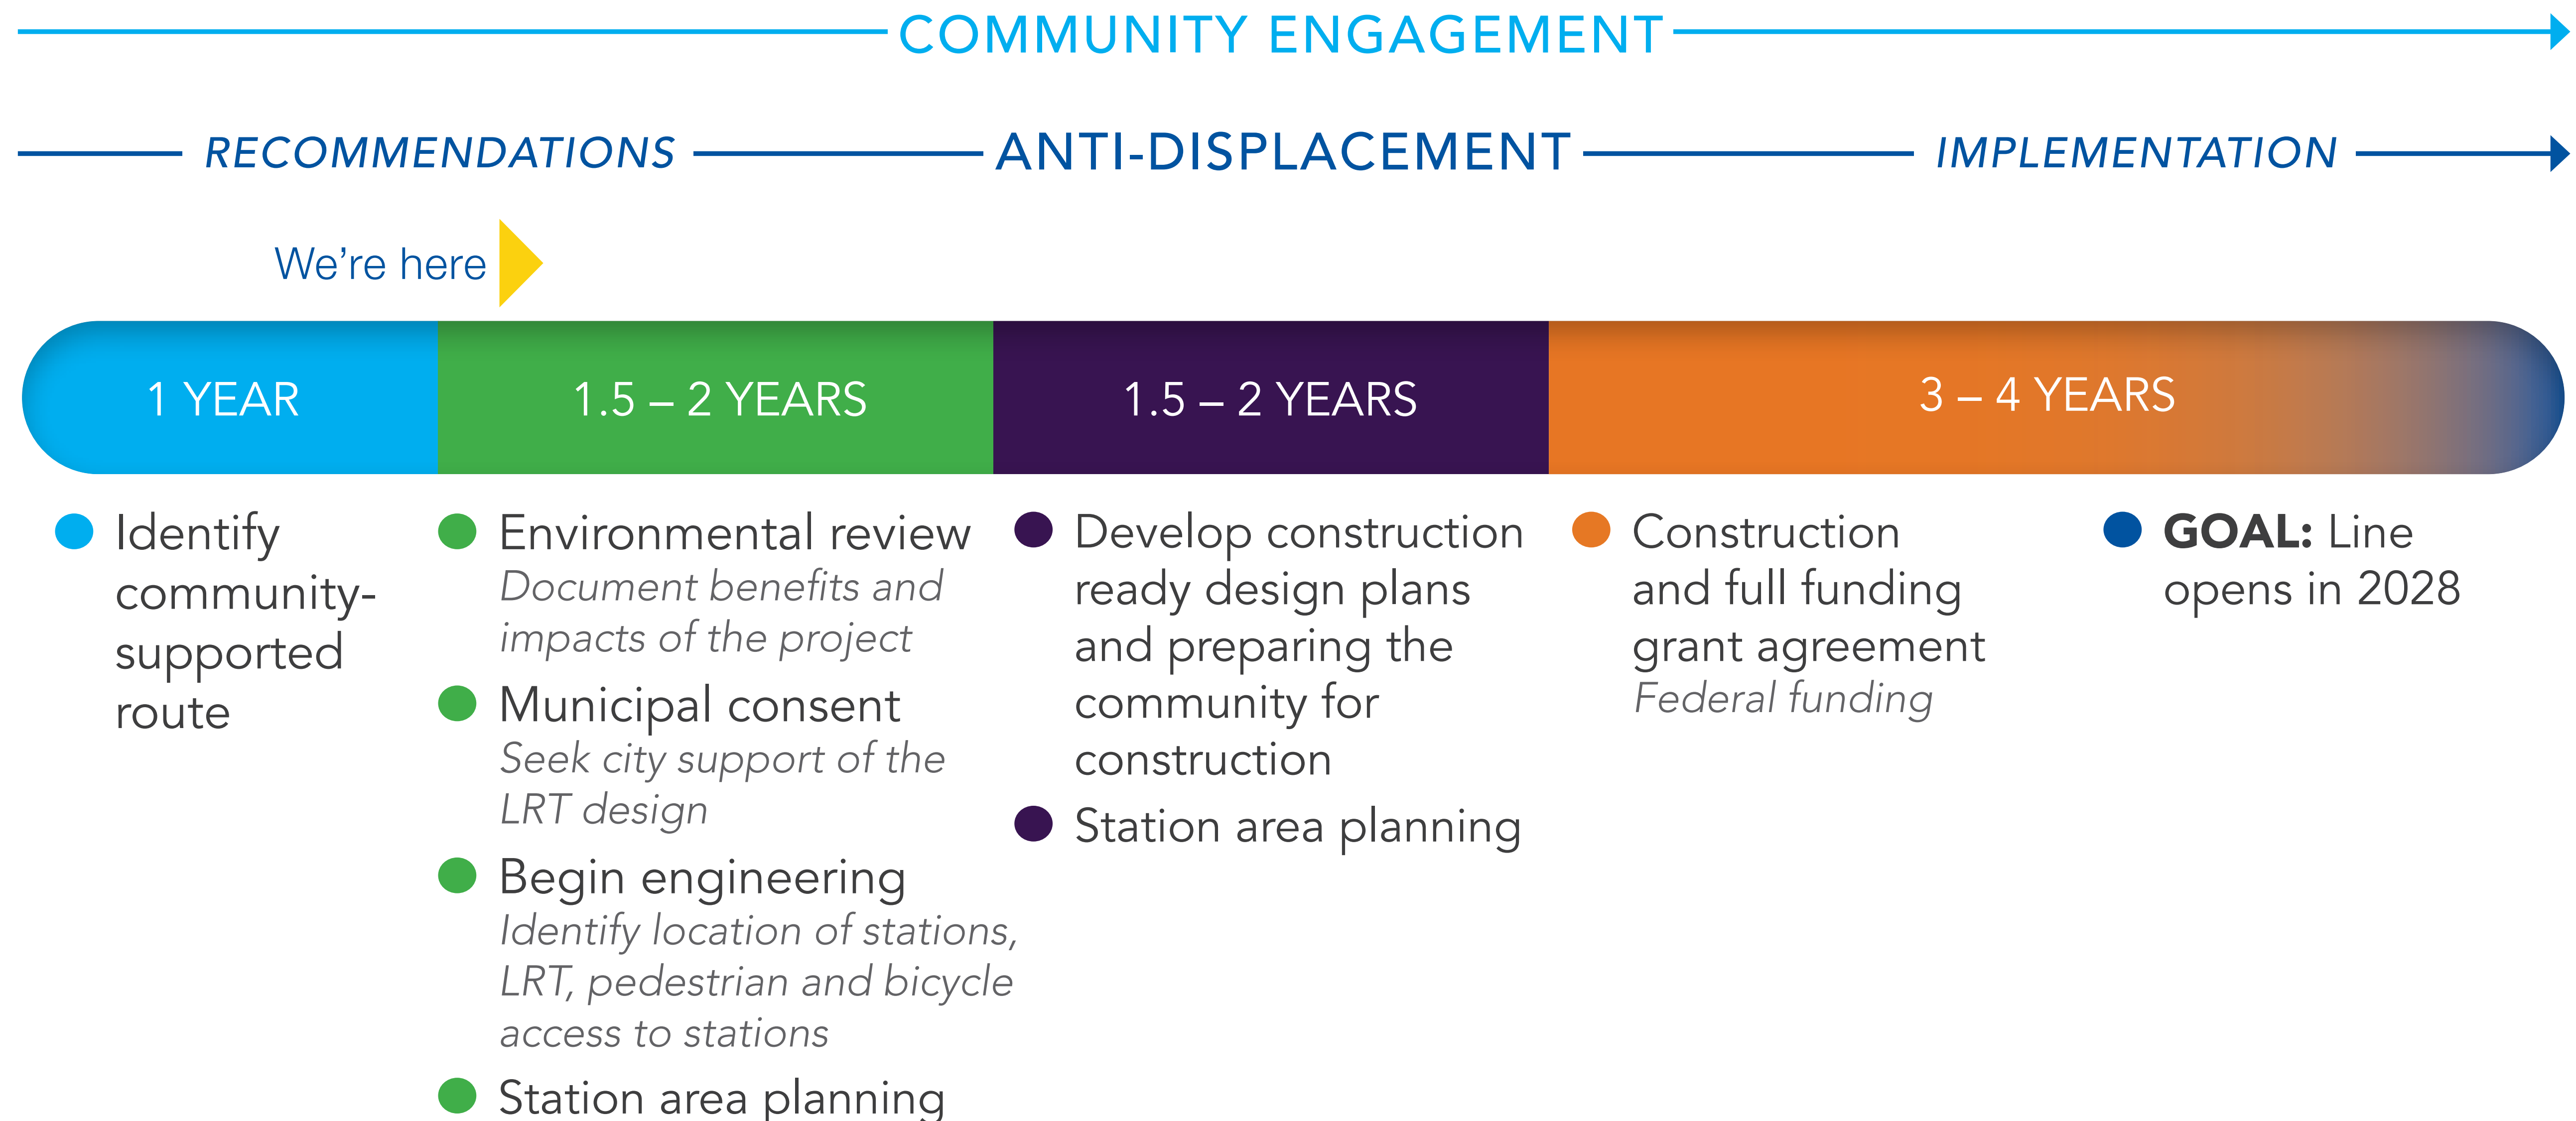 COMMUNITY ENGAGEMENT
RECOMMENDATIONS
ANTI-DISPLACEMENT
IMPLEMENTATION
We’re here
1 YEAR
1.5 – 2 YEARS
1.5 – 2 YEARS
3 – 4 YEARS
Identify
community-
supported
route
Environmental review
Document benefits and
impacts of the project
Municipal consent
Seek city support of the
LRT design
Begin engineering
Identify location of stations,
LRT, pedestrian and bicycle
access to stations
Station area planning
Develop construction
ready design plans
and preparing the
community for
construction
Station area planning
Construction
and full funding
grant agreement
Federal funding
GOAL: Line
opens in 2028